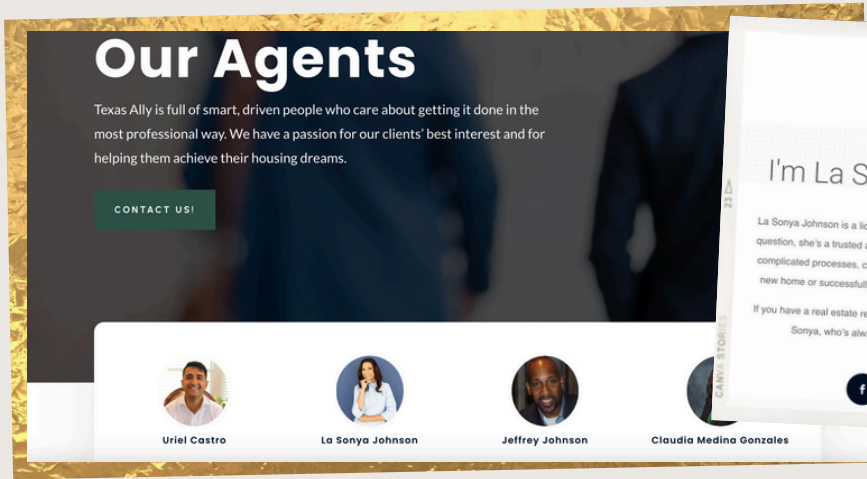 Our Agents
Texas Ally is full of smart, driven people who care about getting it done in the
most professional way. We have a passion for our clients' best interest and for
helping them achieve their housing dreams.
CONTACT US!
Uriel Castro
La Sonya Johnson
Jeffrey Johnson
Claudia Medina Gonzales
23
CANVA STORIES
I'm La S
La Sonya Johnson is a lic
question, she's a trusted a
complicated processes, c
new home or successfull
If you have a real estate re
Sonya, who's alwa
f